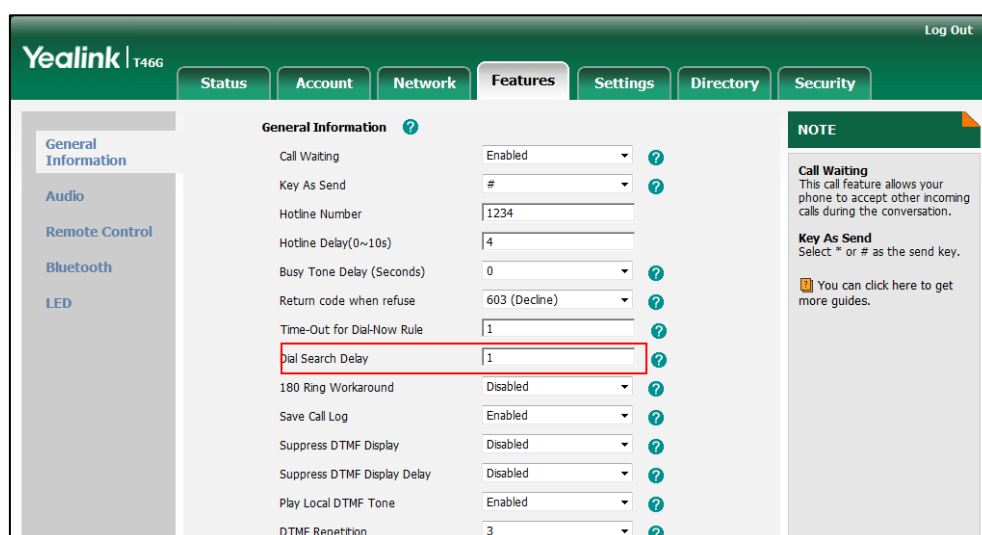 Log Out
Yealink | T46G
Status Account Network Features Settings Directory Security
General Information
Audio
Remote Control
Bluetooth
LED
General Information ?
Call Waiting Enabled ?
Key As Send # ?
Hotline Number 1234
Hotline Delay(0~10s) 4
Busy Tone Delay (Seconds) 0 ?
Return code when refuse 603 (Decline) ?
Time-Out for Dial-Now Rule 1 ?
Dial Search Delay 1 ?
180 Ring Workaround Disabled ?
Save Call Log Enabled ?
Suppress DTMF Display Disabled ?
Suppress DTMF Display Delay Disabled ?
Play Local DTMF Tone Enabled ?
DTMF Repetition 3 ?
NOTE
Call Waiting
This call feature allows your
phone to accept other incoming
calls during the conversation.
Key As Send
Select * or # as the send key.
? You can click here to get
more guides.